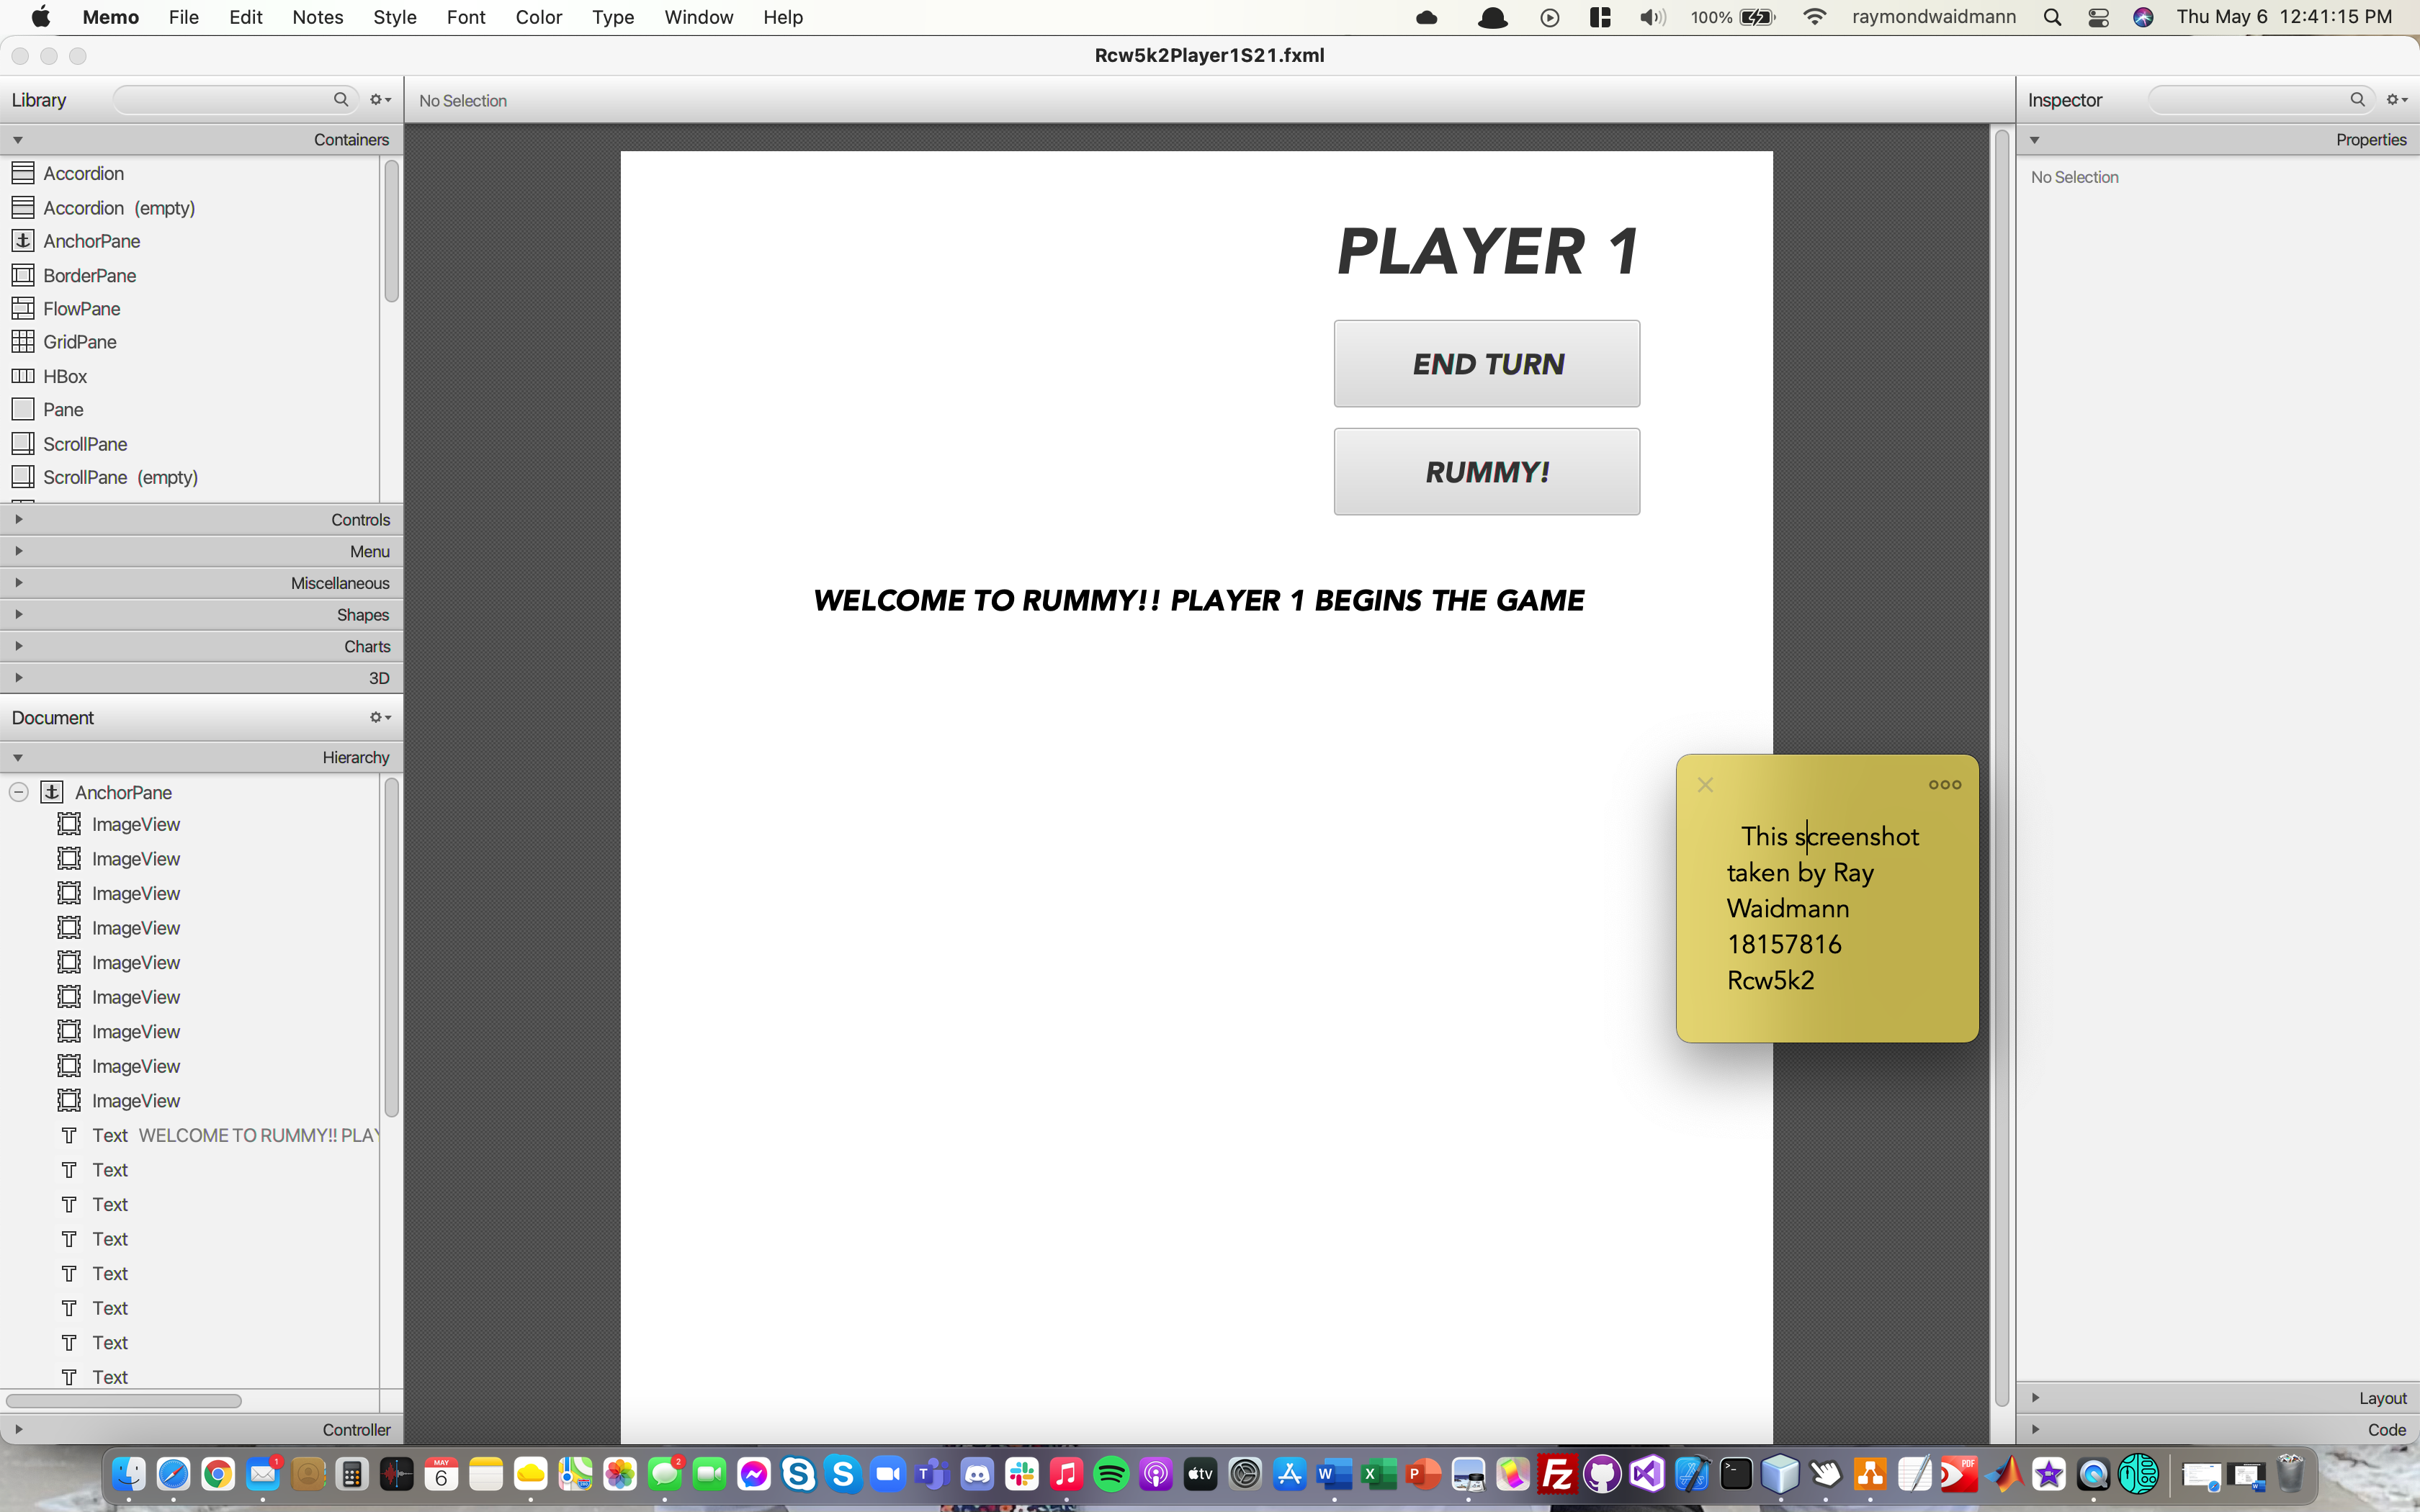 Memo File Edit Notes Style Font Color Type Window Help 100% raymondwaidmann Thu May 6 12:41:15 PM
Rcw5k2Player1S21.fxml
Library
No Selection
Inspector
Containers
Properties
Accordion
No Selection
Accordion (empty)
AnchorPane
BorderPane
FlowPane
GridPane
HBox
Pane
ScrollPane
ScrollPane (empty)
Controls
Menu
Miscellaneous
Shapes
Charts
3D
Document
Hierarchy
AnchorPane
ImageView
ImageView
ImageView
ImageView
ImageView
ImageView
ImageView
ImageView
ImageView
Text WELCOME TO RUMMY!! PLAY
Text
Text
Text
Text
Text
Text
Text
Controller
PLAYER 1
END TURN
RUMMY!
WELCOME TO RUMMY!! PLAYER 1 BEGINS THE GAME
This screenshot
taken by Ray
Waidmann
18157816
Rcw5k2
Layout
Code
1
MAY
6
2
S
S
T
tv
W
X
P
FZ
PDF